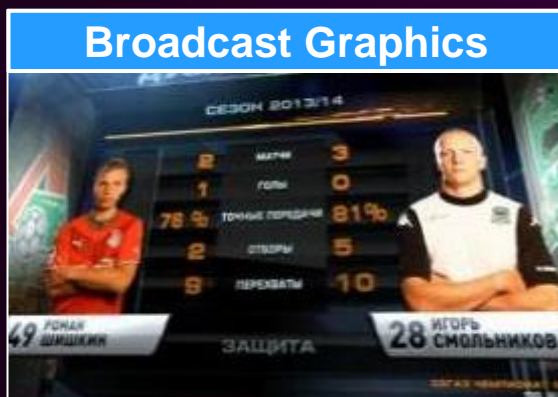 Broadcast Graphics
СЕЗОН 2013/14
2 МАТЧИ 3
1 ГОЛЫ 0
78 % ТОЧНЫЕ ПЕРЕДАЧИ 81%
2 ОТБОРЫ 5
ПЕРЕХВАТЫ 10
49 РОМАН
ШИШКИН
28 ИГОРЬ
СМОЛЬНИКОВ
ЗАЩИТА